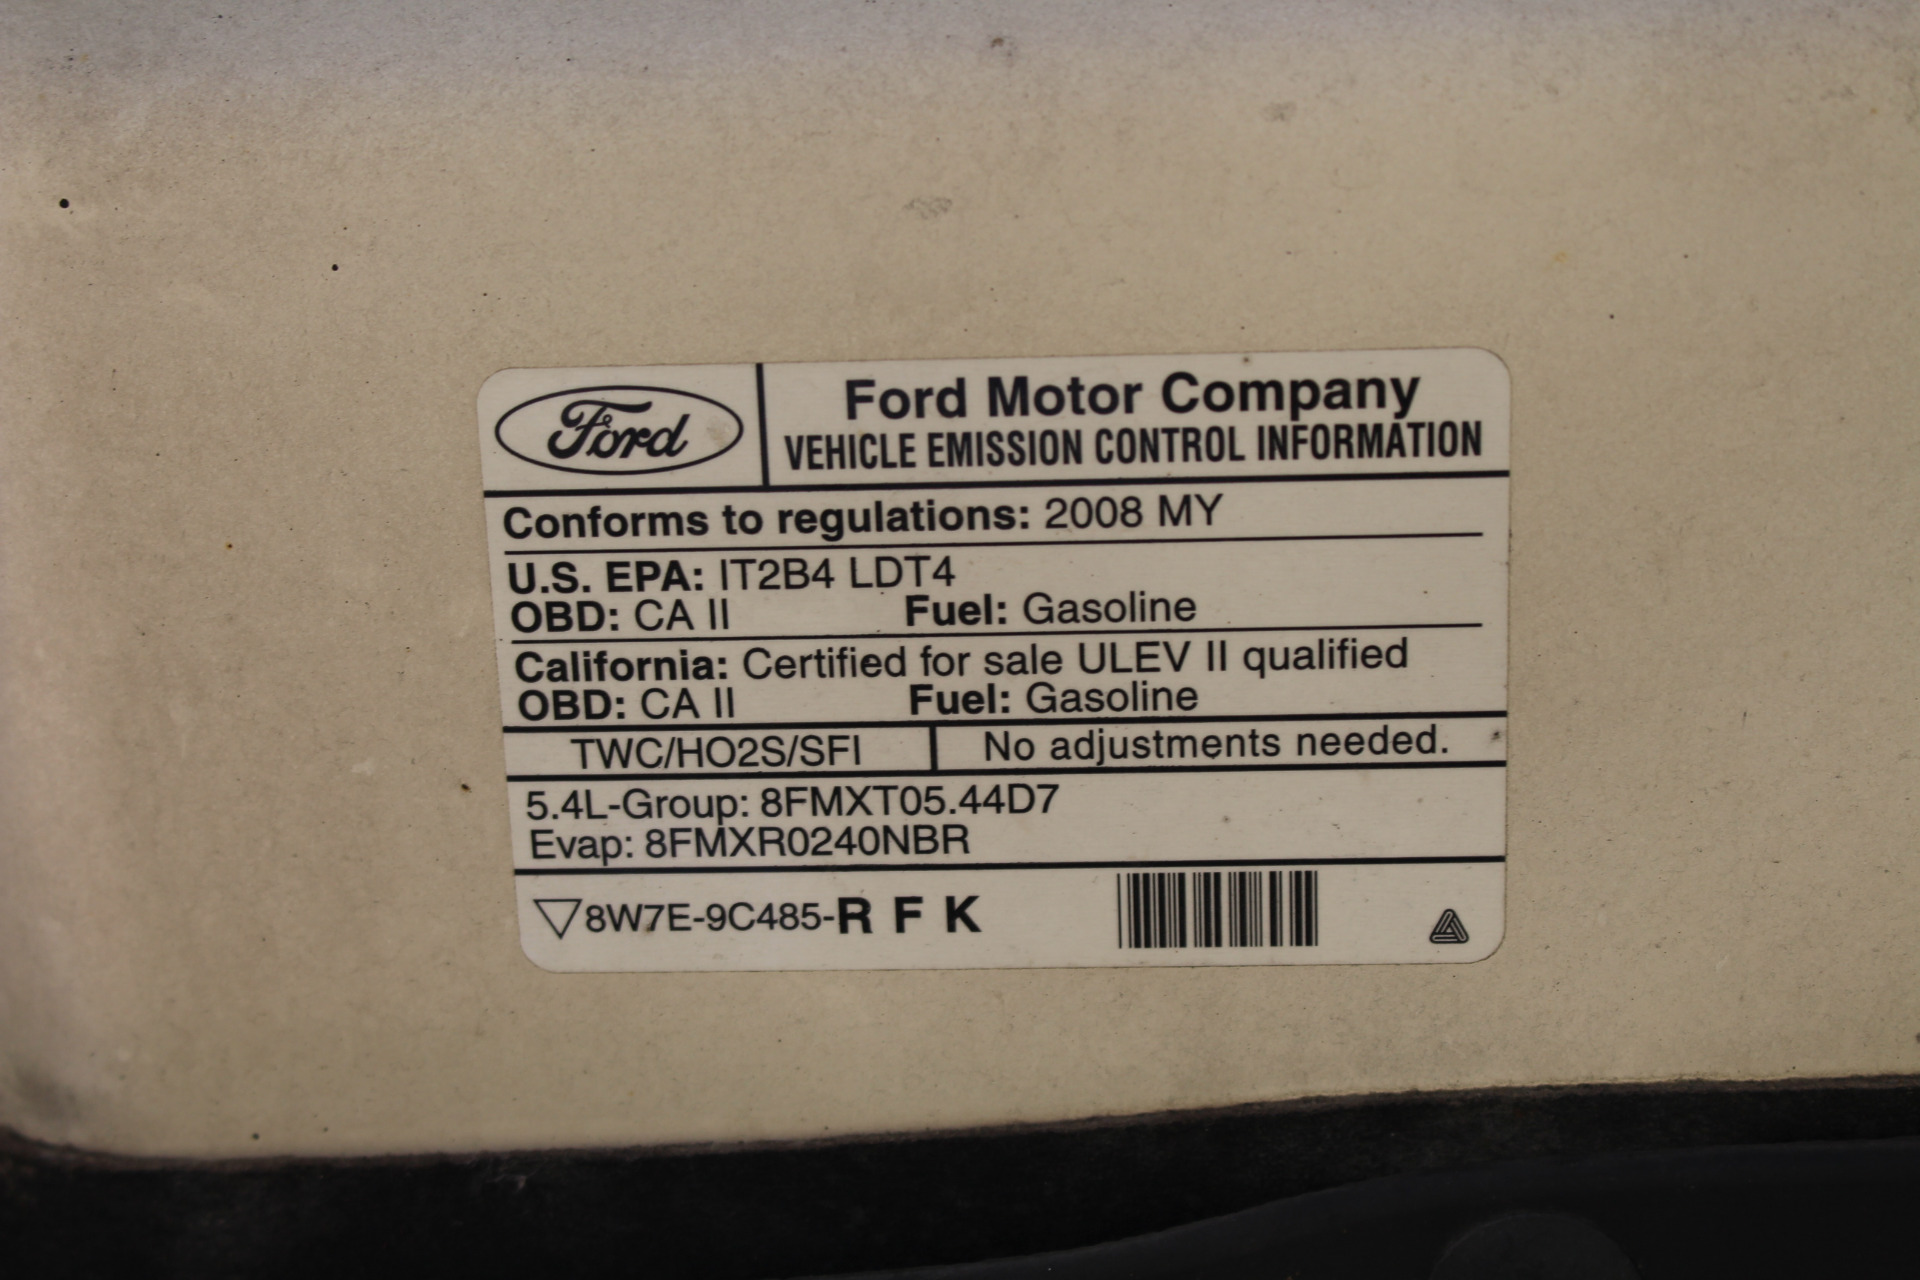 Ford
Ford Motor Company
VEHICLE EMISSION CONTROL INFORMATION
Conforms to regulations: 2008 MY
U.S. EPA: IT2B4 LDT4
OBD: CA II Fuel: Gasoline
California: Certified for sale ULEV II qualified
OBD: CA II Fuel: Gasoline
TWC/HO2S/SFI No adjustments needed.
5.4L-Group: 8FMXT05.44D7
Evap: 8FMXR0240NBR
8W7E-9C485-R F K